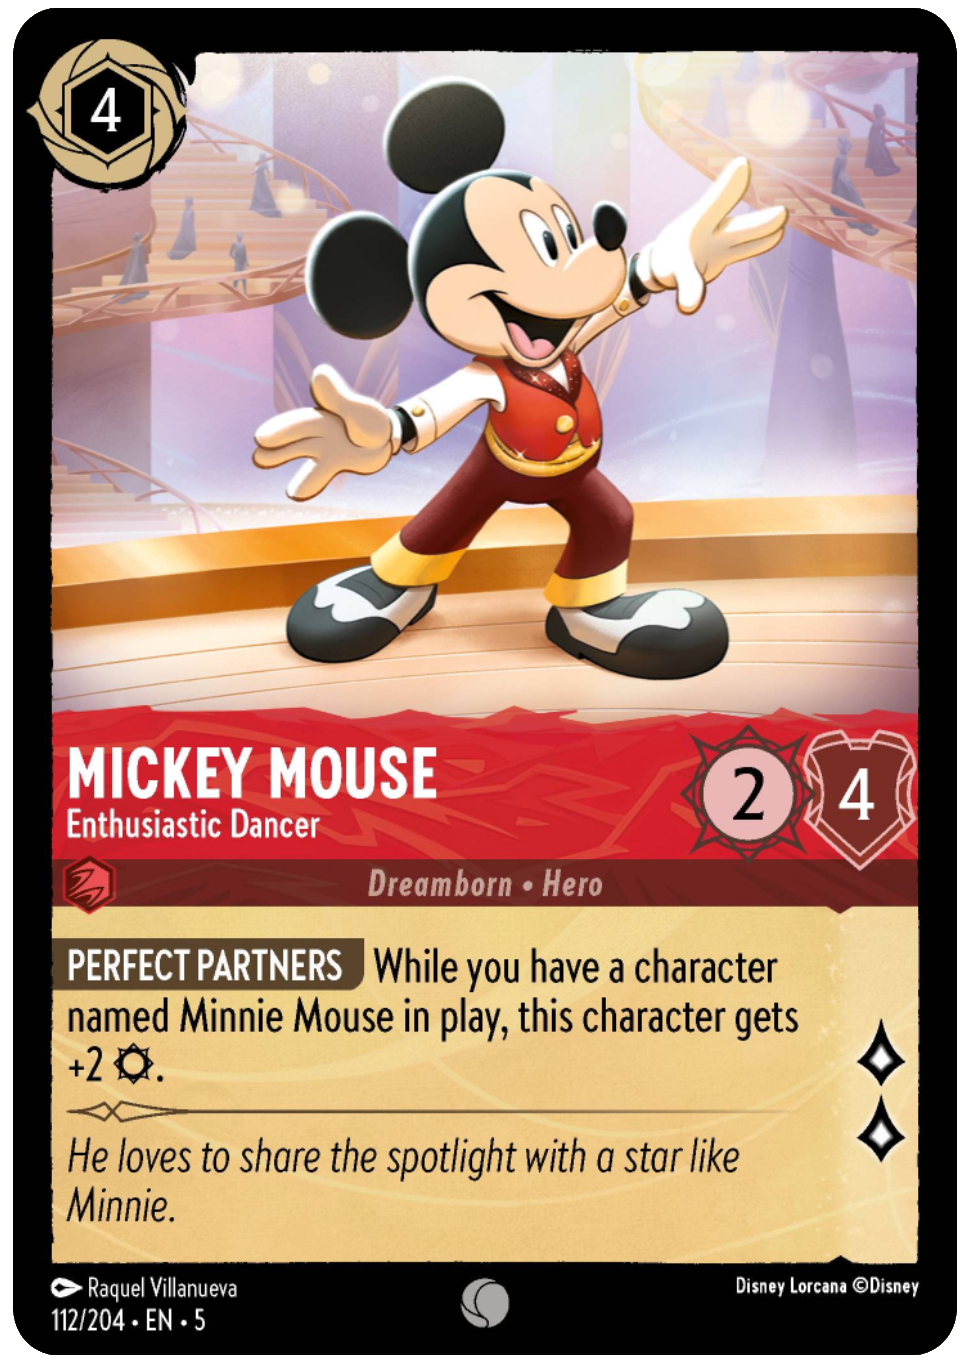 4
MICKEY MOUSE
Enthusiastic Dancer
2
4
Dreamborn • Hero
PERFECT PARTNERS While you have a character
named Minnie Mouse in play, this character gets
+2 .
He loves to share the spotlight with a star like
Minnie.
Raquel Villanueva
Disney Lorcana ©Disney
112/204 • EN • 5